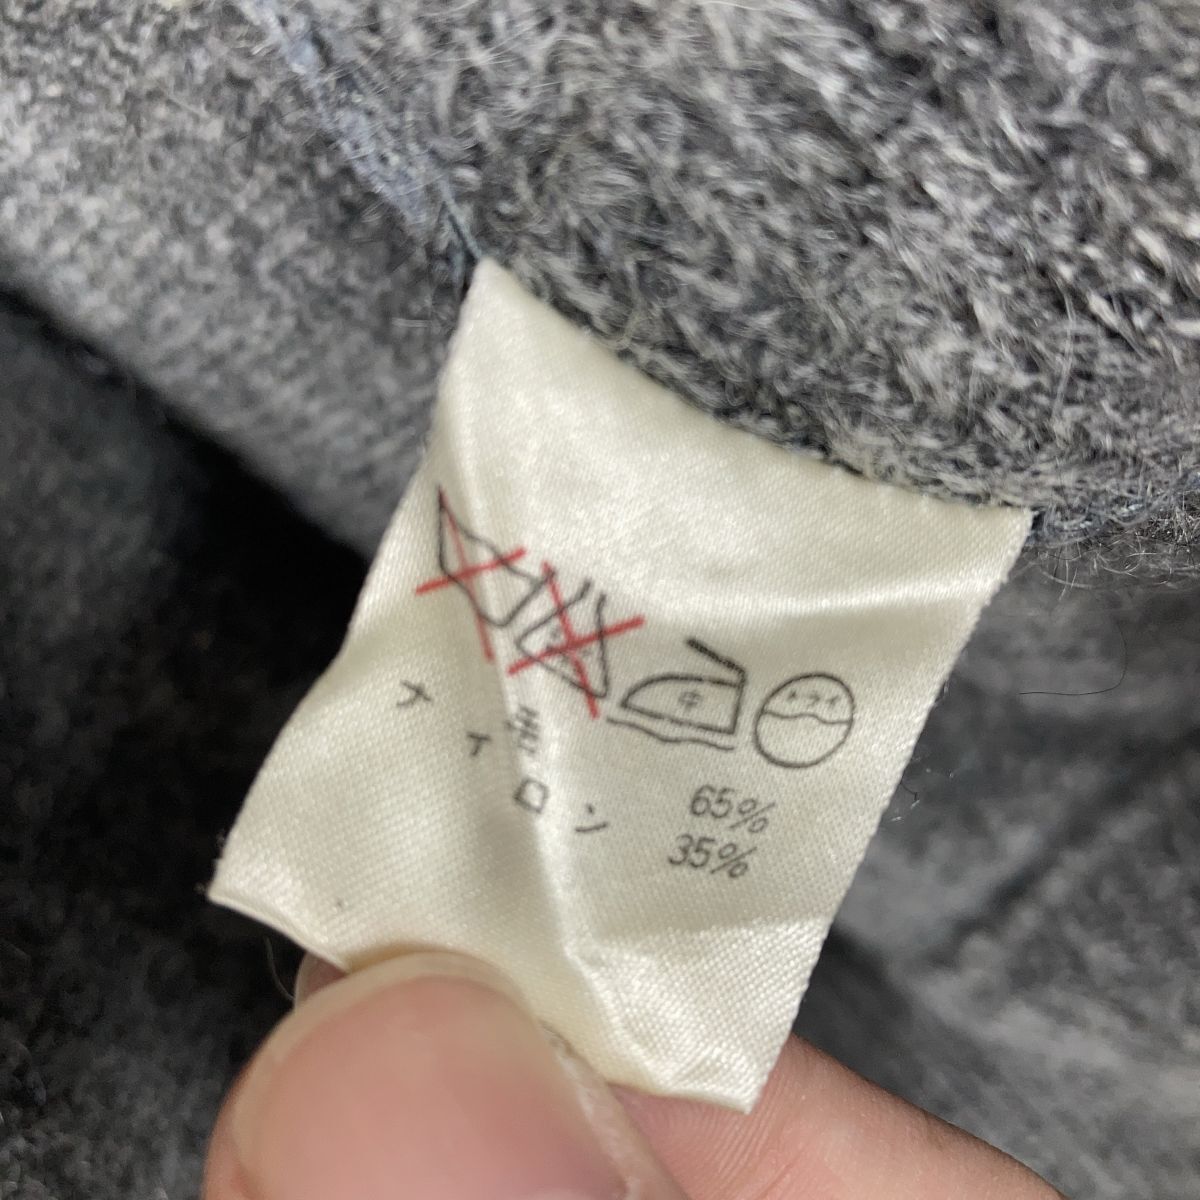 中 ドライ
毛 65%
ナイロン 35%